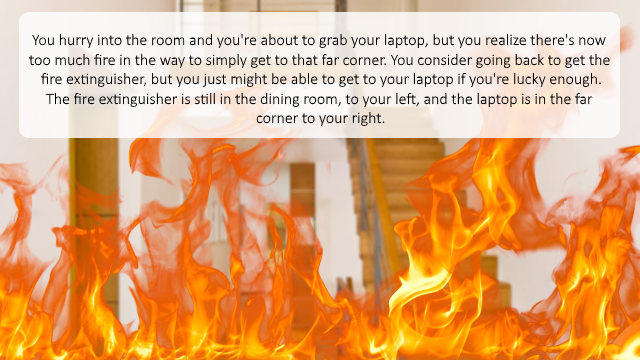 You hurry into the room and you're about to grab your laptop, but you realize there's now
too much fire in the way to simply get to that far corner. You consider going back to get the
fire extinguisher, but you just might be able to get to your laptop if you're lucky enough.
The fire extinguisher is still in the dining room, to your left, and the laptop is in the far
corner to your right.